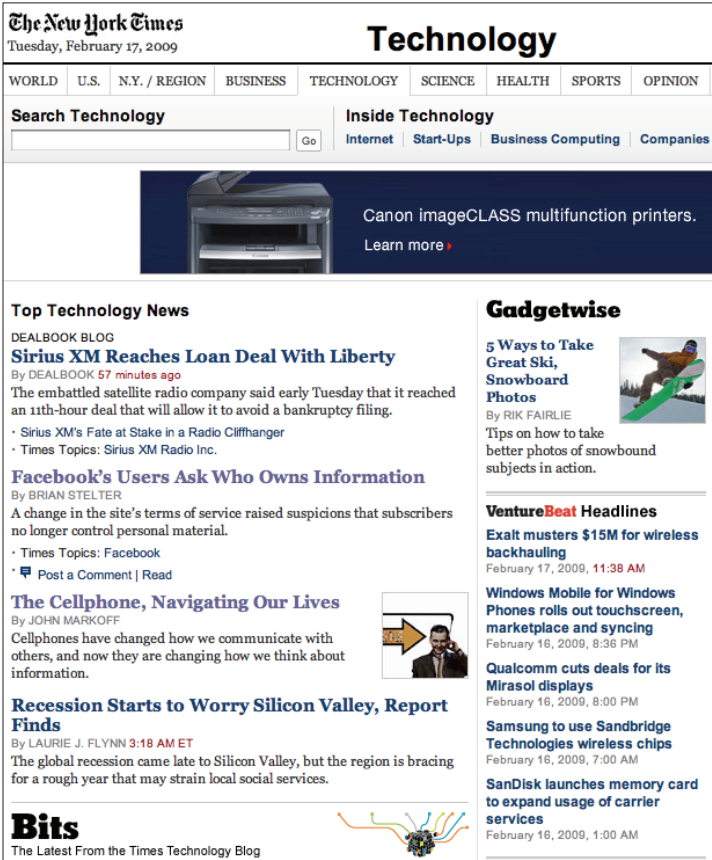 The New York Times
Tuesday, February 17, 2009
Technology
WORLD U.S. N.Y. / REGION BUSINESS TECHNOLOGY SCIENCE HEALTH SPORTS OPINION
Search Technology
Go
Inside Technology
Internet Start-Ups Business Computing Companies
Canon imageCLASS multifunction printers.
Learn more
Top Technology News
DEALBOOK BLOG
Sirius XM Reaches Loan Deal With Liberty
By DEALBOOK 57 minutes ago
The embattled satellite radio company said early Tuesday that it reached
an 11th-hour deal that will allow it to avoid a bankruptcy filing.
· Sirius XM's Fate at Stake in a Radio Cliffhanger
· Times Topics: Sirius XM Radio Inc.
Facebook's Users Ask Who Owns Information
By BRIAN STELTER
A change in the site's terms of service raised suspicions that subscribers
no longer control personal material.
· Times Topics: Facebook
· Post a Comment | Read
The Cellphone, Navigating Our Lives
By JOHN MARKOFF
Cellphones have changed how we communicate with
others, and now they are changing how we think about
information.
Recession Starts to Worry Silicon Valley, Report
Finds
By LAURIE J. FLYNN 3:18 AM ET
The global recession came late to Silicon Valley, but the region is bracing
for a rough year that may strain local social services.
Bits
The Latest From the Times Technology Blog
Gadgetwise
5 Ways to Take
Great Ski,
Snowboard
Photos
By RIK FAIRLIE
Tips on how to take
better photos of snowbound
subjects in action.
VentureBeat Headlines
Exalt musters $15M for wireless
backhauling
February 17, 2009, 11:38 AM
Windows Mobile for Windows
Phones rolls out touchscreen,
marketplace and syncing
February 16, 2009, 8:36 PM
Qualcomm cuts deals for its
Mirasol displays
February 16, 2009, 8:00 PM
Samsung to use Sandbridge
Technologies wireless chips
February 16, 2009, 7:00 AM
SanDisk launches memory card
to expand usage of carrier
services
February 16, 2009, 1:00 AM